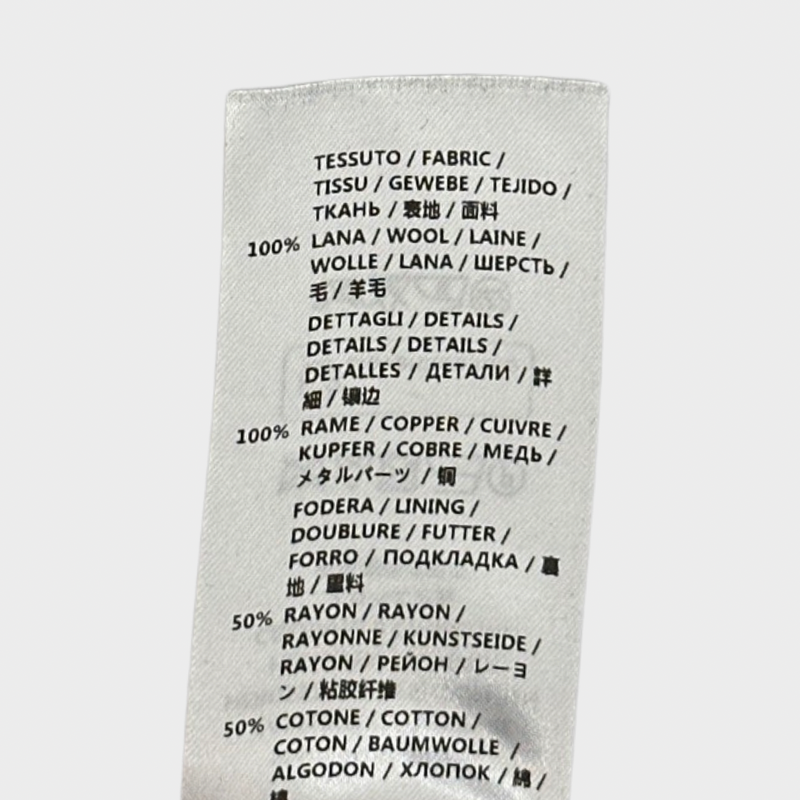 TESSUTO / FABRIC /
TISSU / GEWEBE / TEJIDO /
ТКАНЬ / 表地 / 面料
100% LANA / WOOL / LAINE /
WOLLE / LANA / ШЕРСТЬ /
毛 / 羊毛
DETTAGLI / DETAILS /
DETAILS / DETAILS /
DETALLES / ДЕТАЛИ / 詳
細 / 镶边
100% RAME / COPPER / CUIVRE /
KUPFER / COBRE / МЕДЬ /
メタルパーツ / 铜
FODERA / LINING /
DOUBLURE / FUTTER /
FORRO / ПОДКЛАДКА / 裏
地 / 里料
50% RAYON / RAYON /
RAYONNE / KUNSTSEIDE /
RAYON / РЕЙОН / レーヨ
ン / 粘胶纤维
50% COTONE / COTTON /
COTON / BAUMWOLLE /
ALGODON / ХЛОПОК / 綿 /